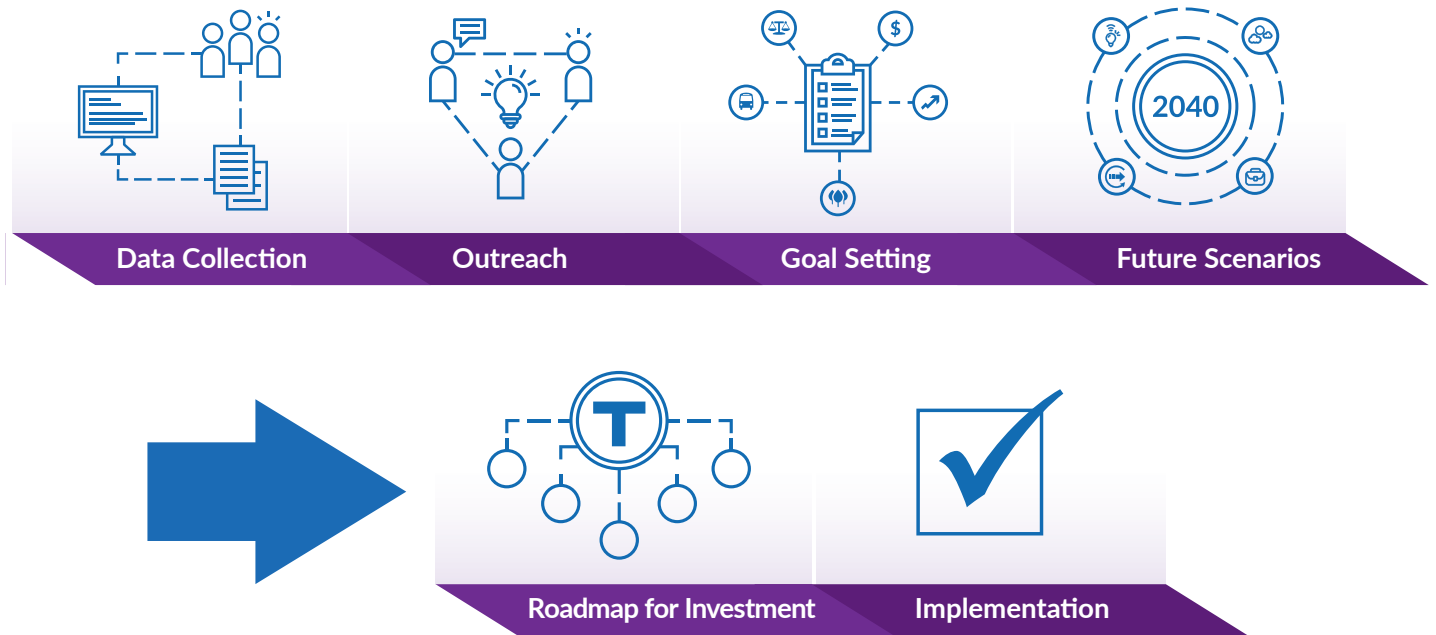 $
2040
Data Collection
Outreach
Goal Setting
Future Scenarios
T
Roadmap for Investment
Implementation